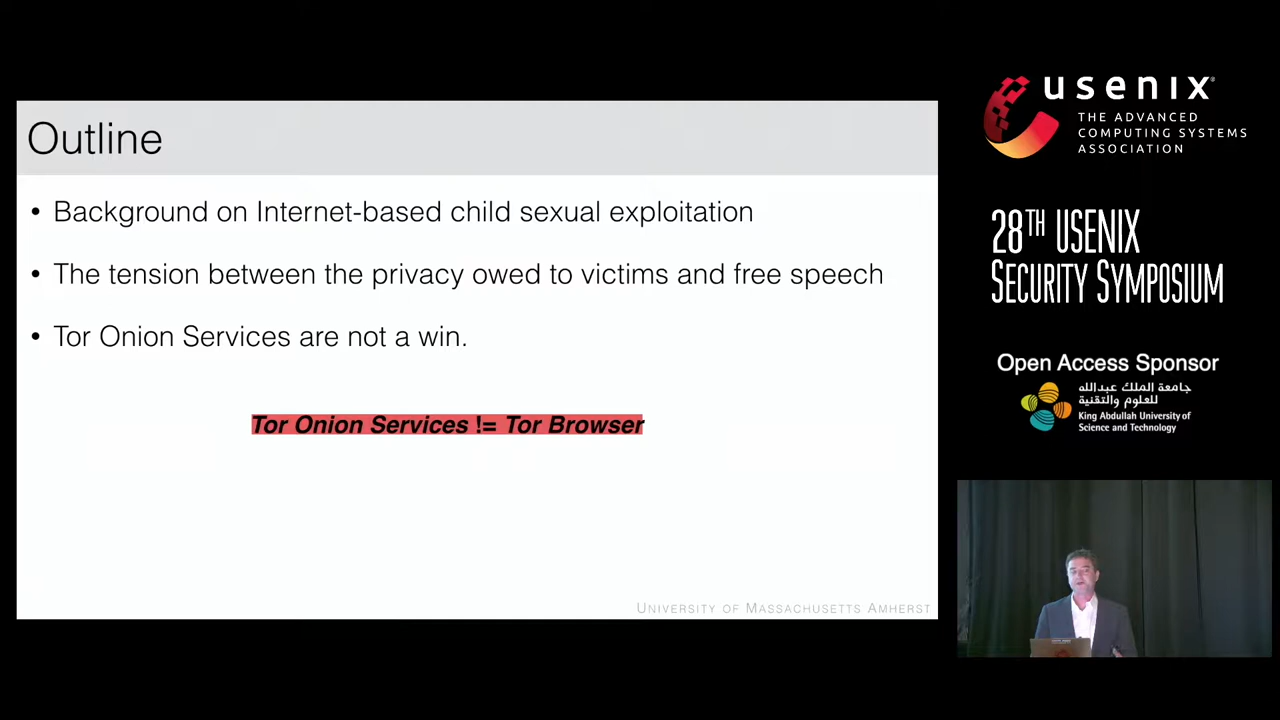 Outline
• Background on Internet-based child sexual exploitation
• The tension between the privacy owed to victims and free speech
• Tor Onion Services are not a win.
Tor Onion Services != Tor Browser
UNIVERSITY OF MASSACHUSETTS AMHERST
usenix
THE ADVANCED
COMPUTING SYSTEMS
ASSOCIATION
28TH USENIX
SECURITY SYMPOSIUM
Open Access Sponsor
جامعة الملك عبدالله
للعلوم والتقنية
King Abdullah University of
Science and Technology